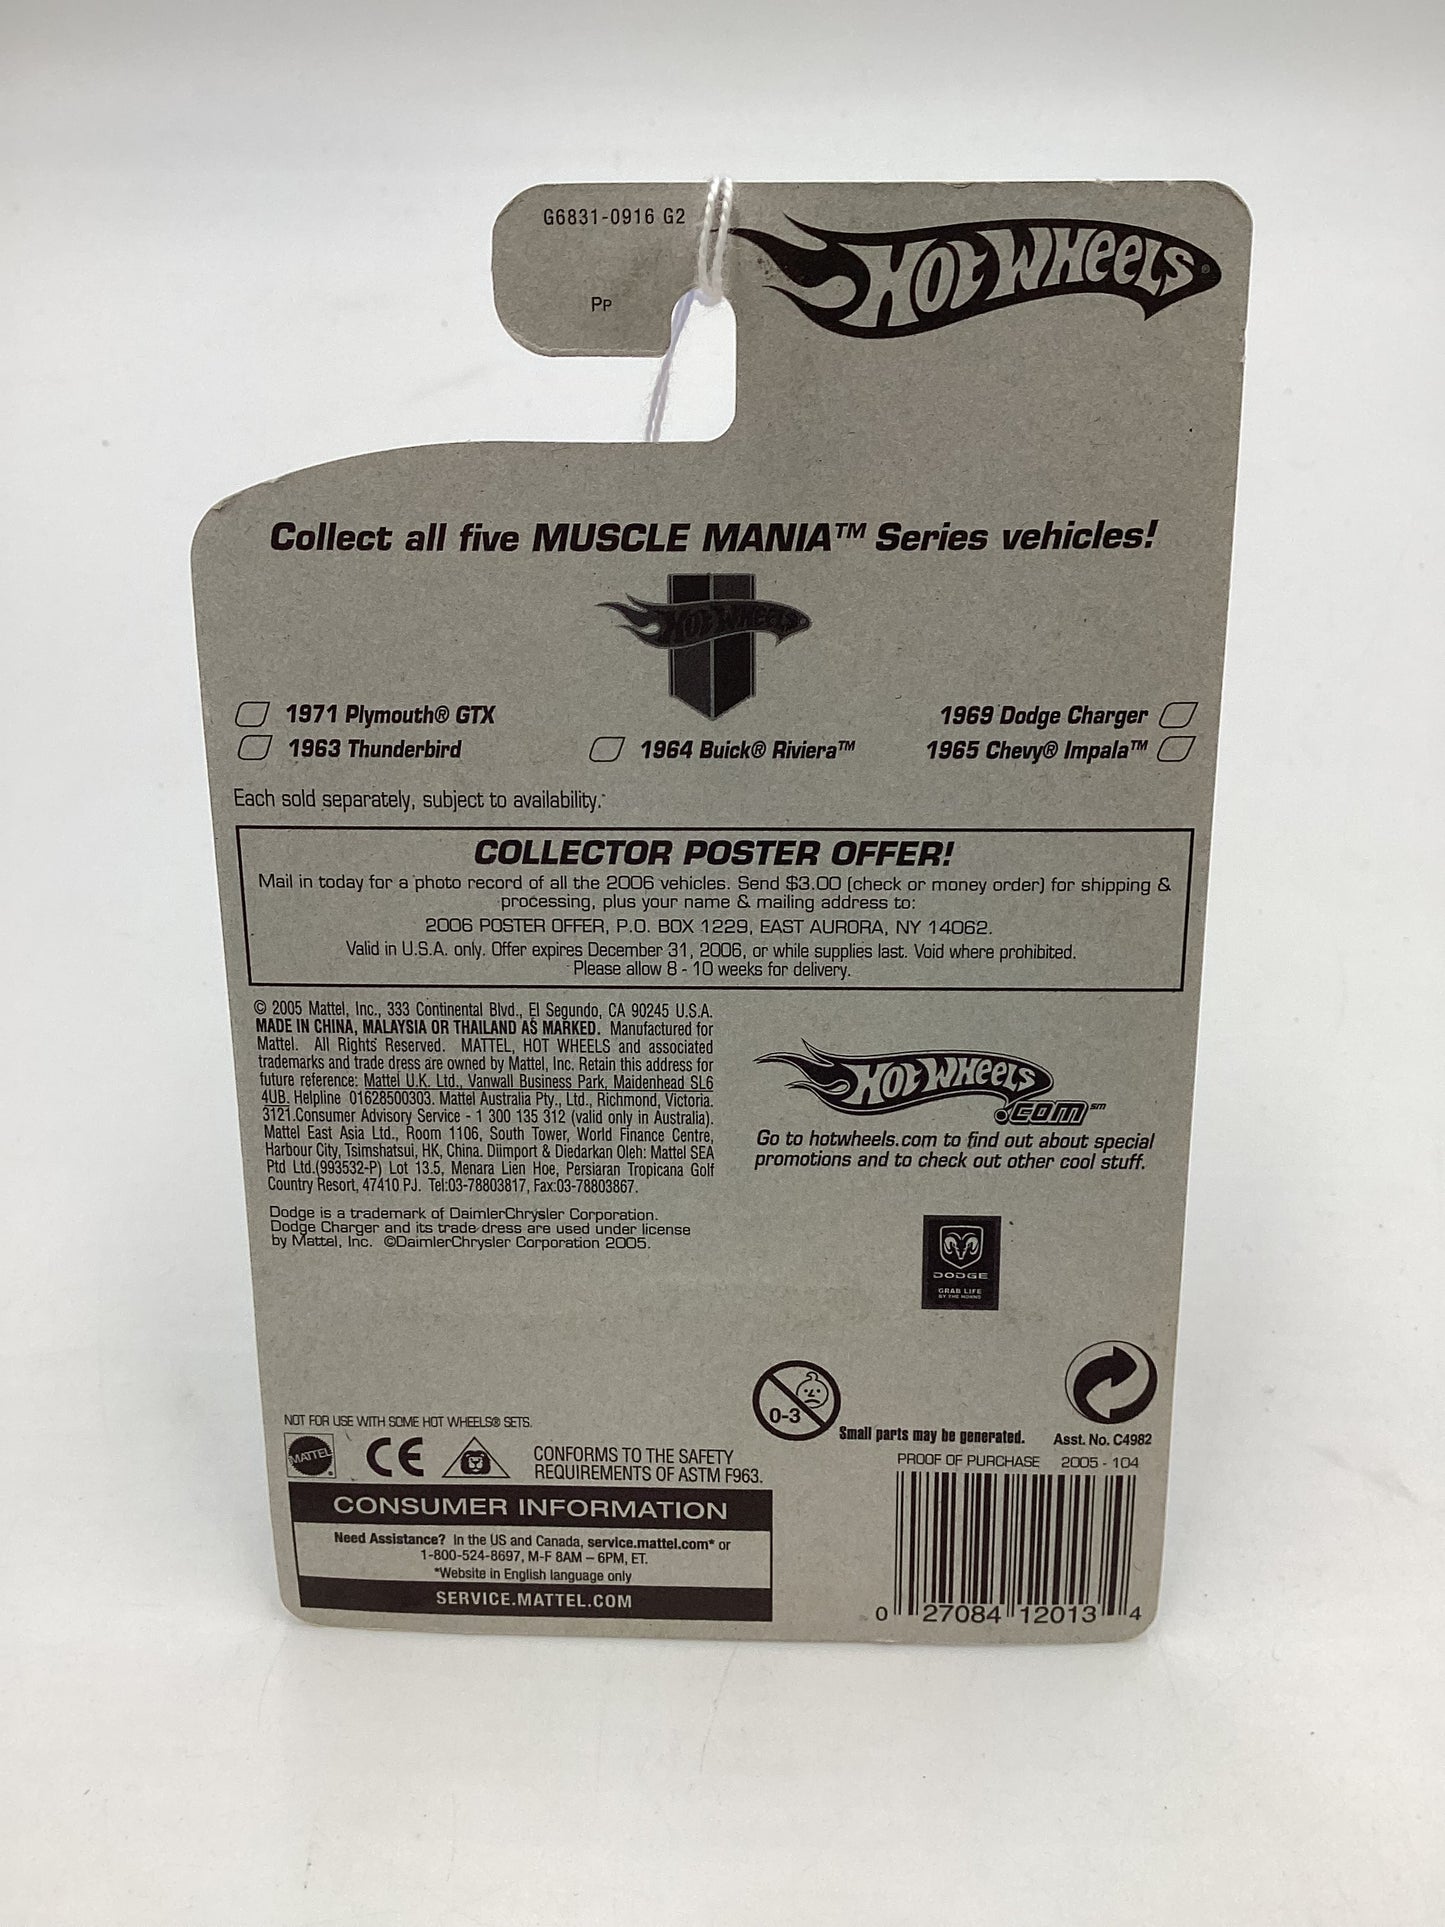 G6831-0916 G2
PP
HOT WHEELS®
Collect all five MUSCLE MANIA™ Series vehicles!
HOT WHEELS
1971 Plymouth® GTX
1969 Dodge Charger
1963 Thunderbird
1964 Buick® Riviera™
1965 Chevy® Impala™
Each sold separately, subject to availability.
COLLECTOR POSTER OFFER!
Mail in today for a photo record of all the 2006 vehicles. Send $3.00 (check or money order) for shipping &
processing, plus your name & mailing address to:
2006 POSTER OFFER, P.O. BOX 1229, EAST AURORA, NY 14062.
Valid in U.S.A. only. Offer expires December 31, 2006, or while supplies last. Void where prohibited.
Please allow 8 - 10 weeks for delivery.
© 2005 Mattel, Inc., 333 Continental Blvd., El Segundo, CA 90245 U.S.A.
MADE IN CHINA, MALAYSIA OR THAILAND AS MARKED. Manufactured for
Mattel. All Rights Reserved. MATTEL, HOT WHEELS and associated
trademarks and trade dress are owned by Mattel, Inc. Retain this address for
future reference: Mattel U.K. Ltd., Vanwall Business Park, Maidenhead SL6
4UB. Helpline 01628500303. Mattel Australia Pty., Ltd., Richmond, Victoria.
3121.Consumer Advisory Service - 1 300 135 312 (valid only in Australia).
Mattel East Asia Ltd., Room 1106, South Tower, World Finance Centre,
Harbour City, Tsimshatsui, HK, China. Diimport & Diedarkan Oleh: Mattel SEA
Ptd Ltd.(993532-P) Lot 13.5, Menara Lien Hoe, Persiaran Tropicana Golf
Country Resort, 47410 PJ. Tel:03-78803817, Fax:03-78803867.
Dodge is a trademark of DaimlerChrysler Corporation.
Dodge Charger and its trade dress are used under license
by Mattel, Inc. ©DaimlerChrysler Corporation 2005.
HOT WHEELS
.COM℠
Go to hotwheels.com to find out about special
promotions and to check out other cool stuff.
DODGE
GRAB LIFE
BY THE HORNS
0-3
Small parts may be generated.
Asst. No. C4982
PROOF OF PURCHASE 2005 - 104
0 27084 12013 4
NOT FOR USE WITH SOME HOT WHEELS® SETS.
MATTEL
CE
CONFORMS TO THE SAFETY
REQUIREMENTS OF ASTM F963.
CONSUMER INFORMATION
Need Assistance? In the US and Canada, service.mattel.com* or
1-800-524-8697, M-F 8AM – 6PM, ET.
*Website in English language only
SERVICE.MATTEL.COM